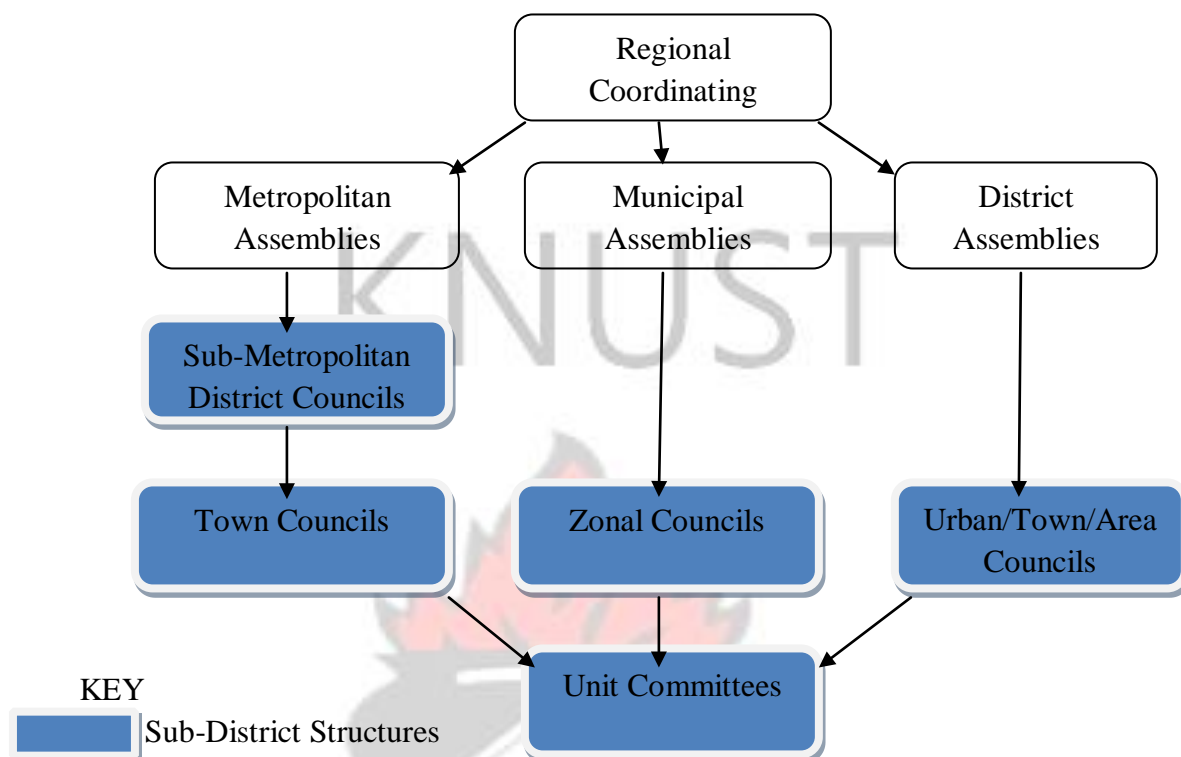 Regional
Coordinating
Metropolitan
Assemblies
Municipal
Assemblies
District
Assemblies
KNUST
Sub-Metropolitan
District Councils
Town Councils
Zonal Councils
Urban/Town/Area
Councils
Unit Committees
KEY
Sub-District Structures